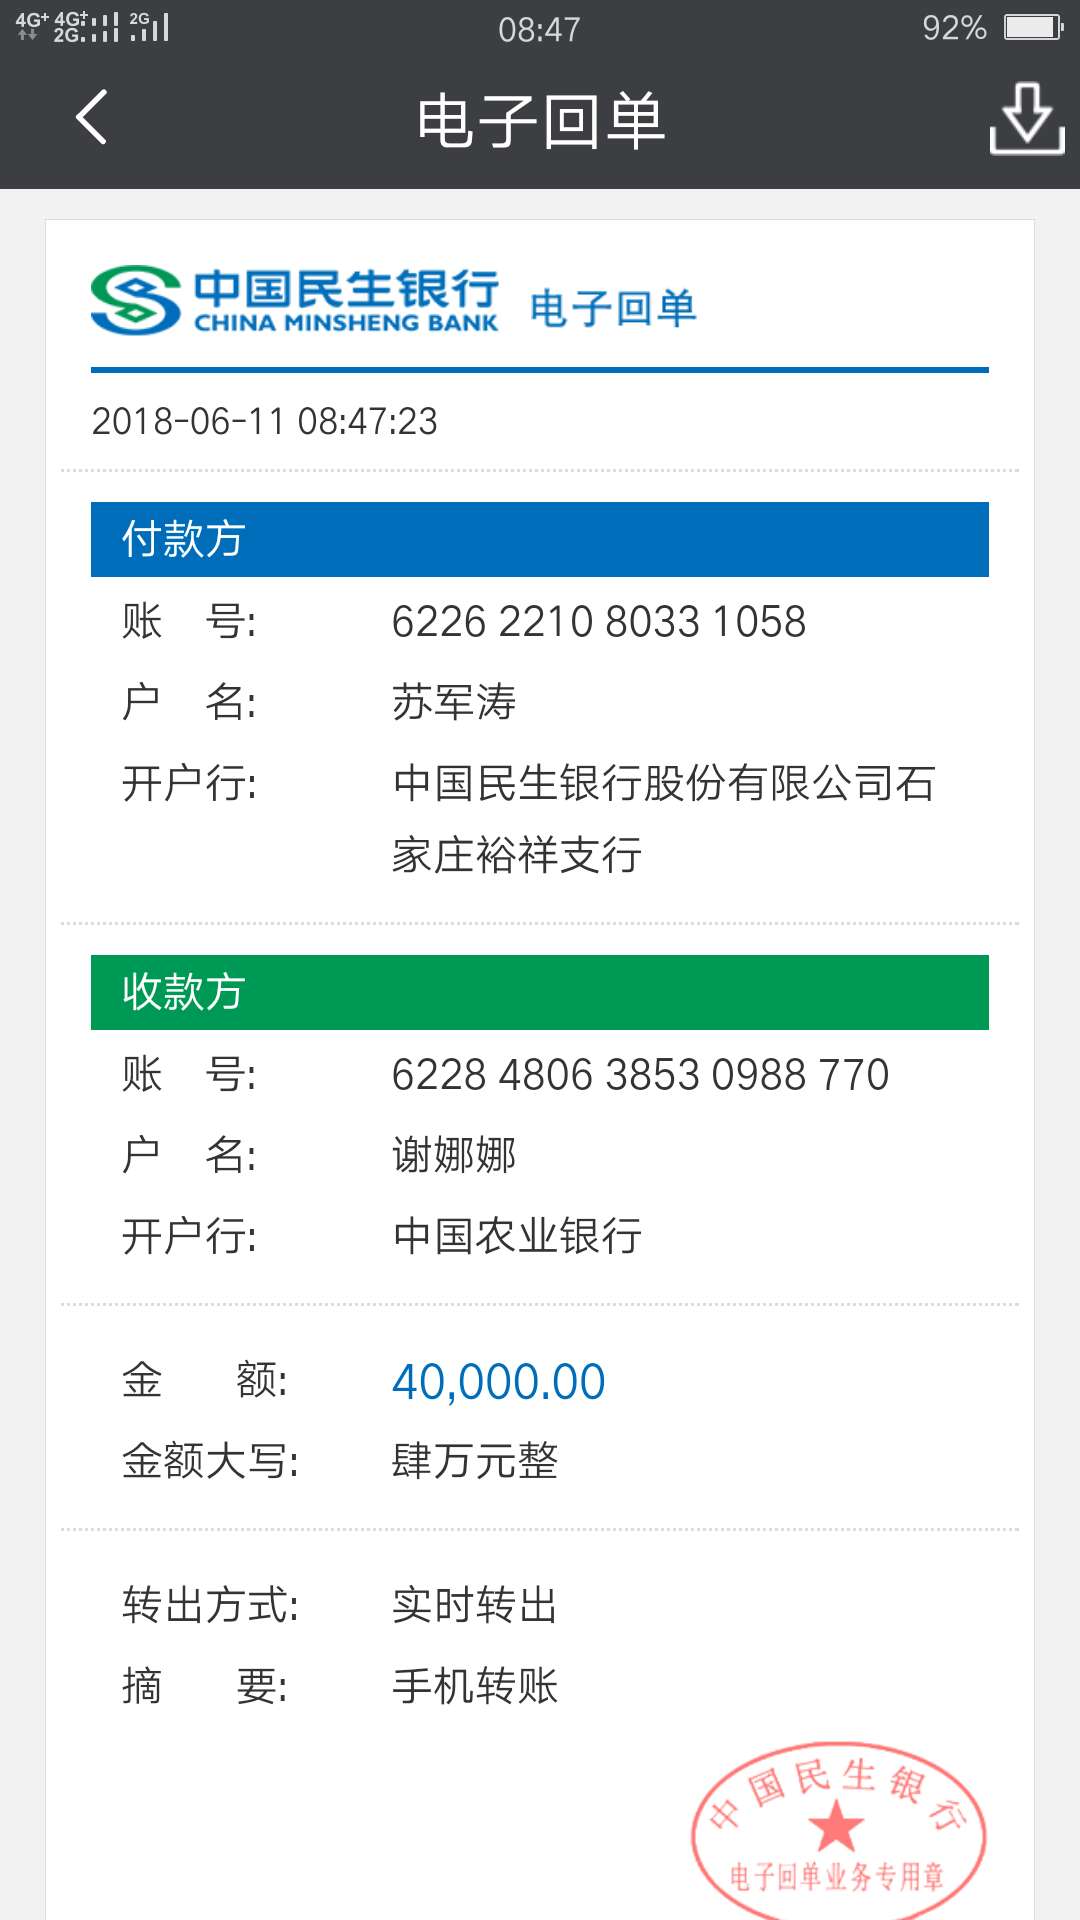 4G+ 4G+ 2G 2G 08:47 92%
电子回单
中国民生银行 电子回单
CHINA MINSHENG BANK
2018-06-11 08:47:23
付款方
账 号: 6226 2210 8033 1058
户 名: 苏军涛
开户行: 中国民生银行股份有限公司石
家庄裕祥支行
收款方
账 号: 6228 4806 3853 0988 770
户 名: 谢娜娜
开户行: 中国农业银行
金 额: 40,000.00
金额大写: 肆万元整
转出方式: 实时转出
摘 要: 手机转账
中国民生银行
电子回单业务专用章